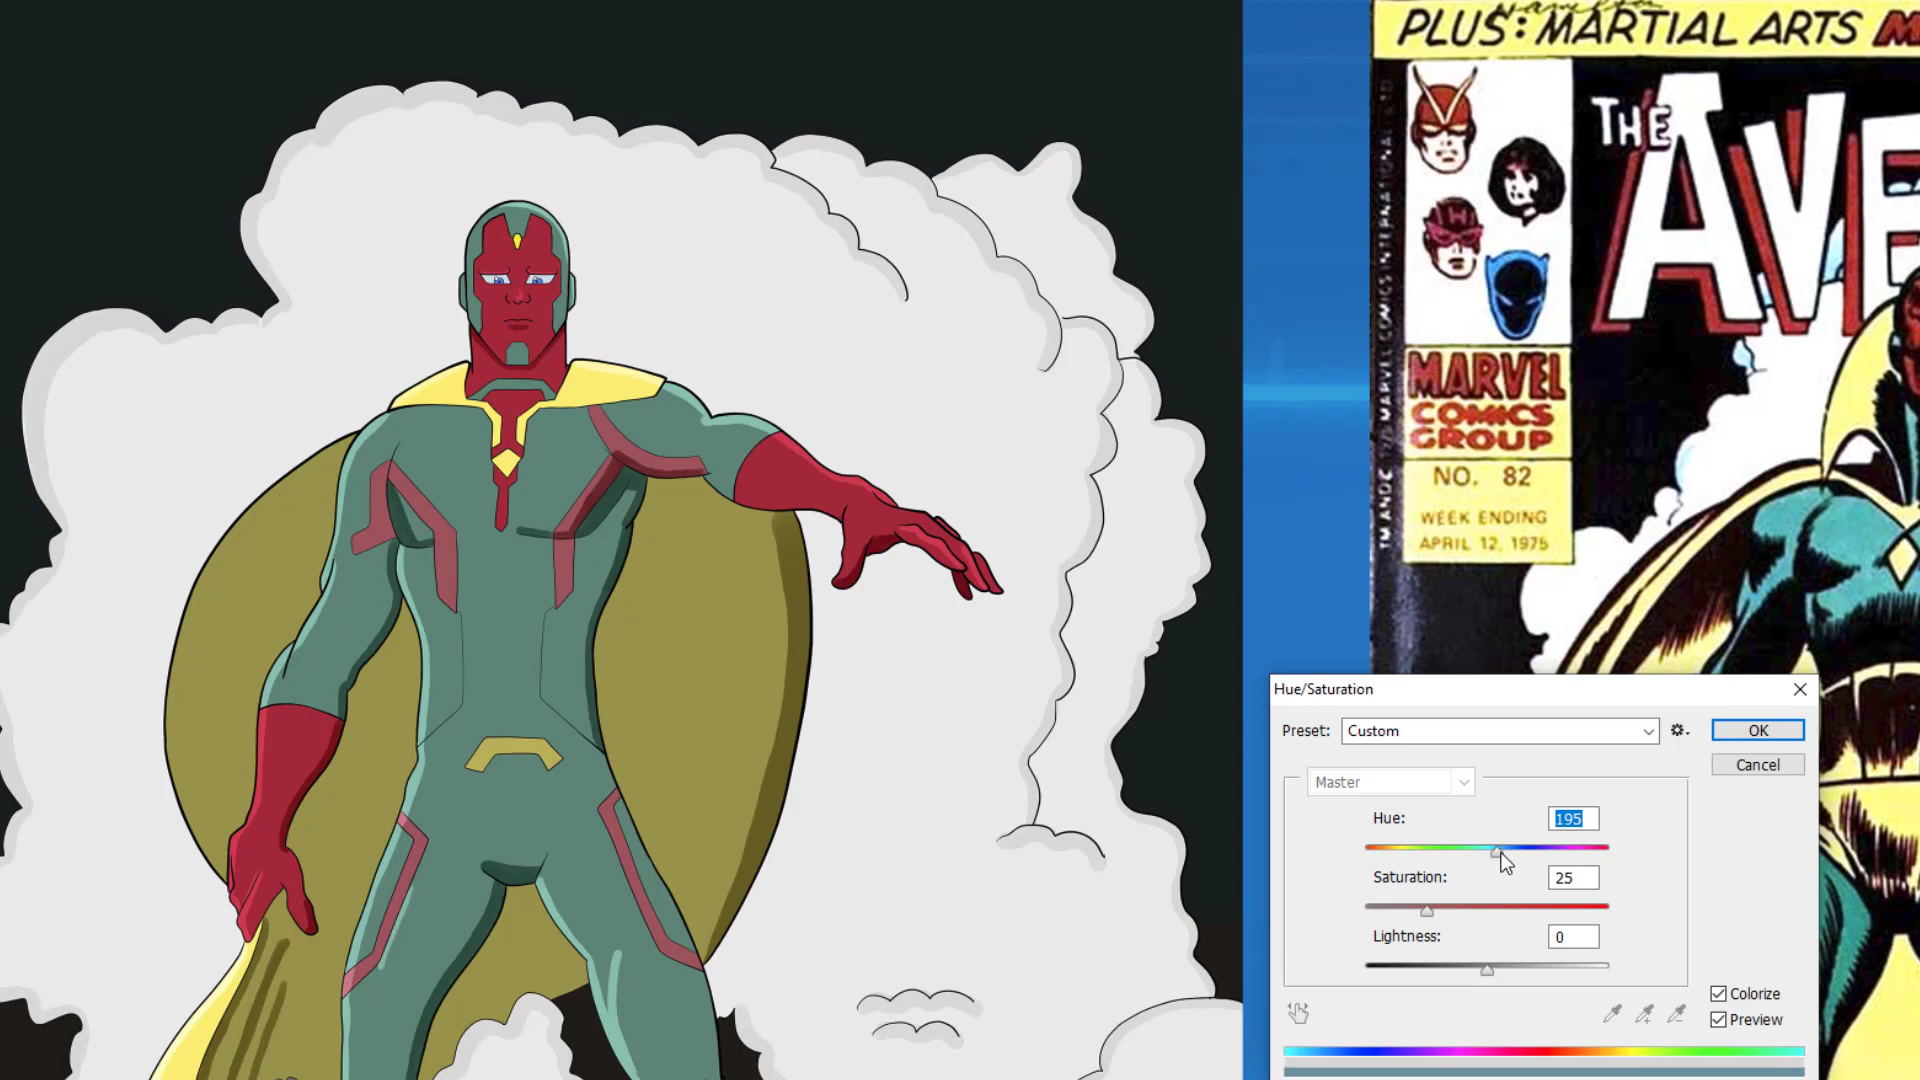 PLUS: MARTIAL ARTS
THE AVE
MARVEL
COMICS
GROUP
NO. 82
WEEK ENDING
APRIL 12, 1975
Hue/Saturation
Preset: Custom
OK
Cancel
Master
Hue: 195
Saturation: 25
Lightness: 0
Colorize
Preview